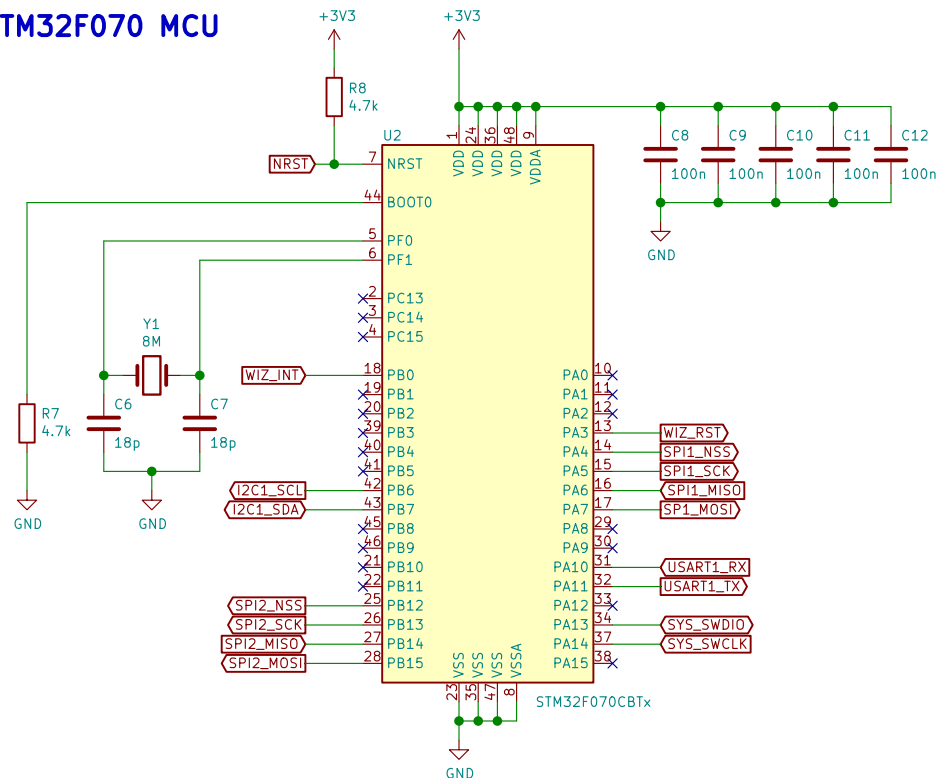 TM32F070 MCU
+3V3
+3V3
R8
4.7k
U2
1
24
36
48
9
VDD
VDD
VDD
VDD
VDDA
C8
100n
C9
100n
C10
100n
C11
100n
C12
100n
GND
NRST
7
NRST
44
BOOT0
5
PF0
6
PF1
2
PC13
3
PC14
4
PC15
Y1
8M
C6
18p
C7
18p
R7
4.7k
GND
GND
WIZ_INT
18
PB0
19
PB1
20
PB2
39
PB3
40
PB4
41
PB5
I2C1_SCL
42
PB6
I2C1_SDA
43
PB7
45
PB8
46
PB9
21
PB10
22
PB11
SPI2_NSS
25
PB12
SPI2_SCK
26
PB13
SPI2_MISO
27
PB14
SPI2_MOSI
28
PB15
PA0
10
PA1
11
PA2
12
PA3
13
WIZ_RST
PA4
14
SPI1_NSS
PA5
15
SPI1_SCK
PA6
16
SPI1_MISO
PA7
17
SP1_MOSI
PA8
29
PA9
30
PA10
31
USART1_RX
PA11
32
USART1_TX
PA12
33
PA13
34
SYS_SWDIO
PA14
37
SYS_SWCLK
PA15
38
VSS
VSS
VSS
VSSA
23
35
47
8
STM32F070CBTx
GND